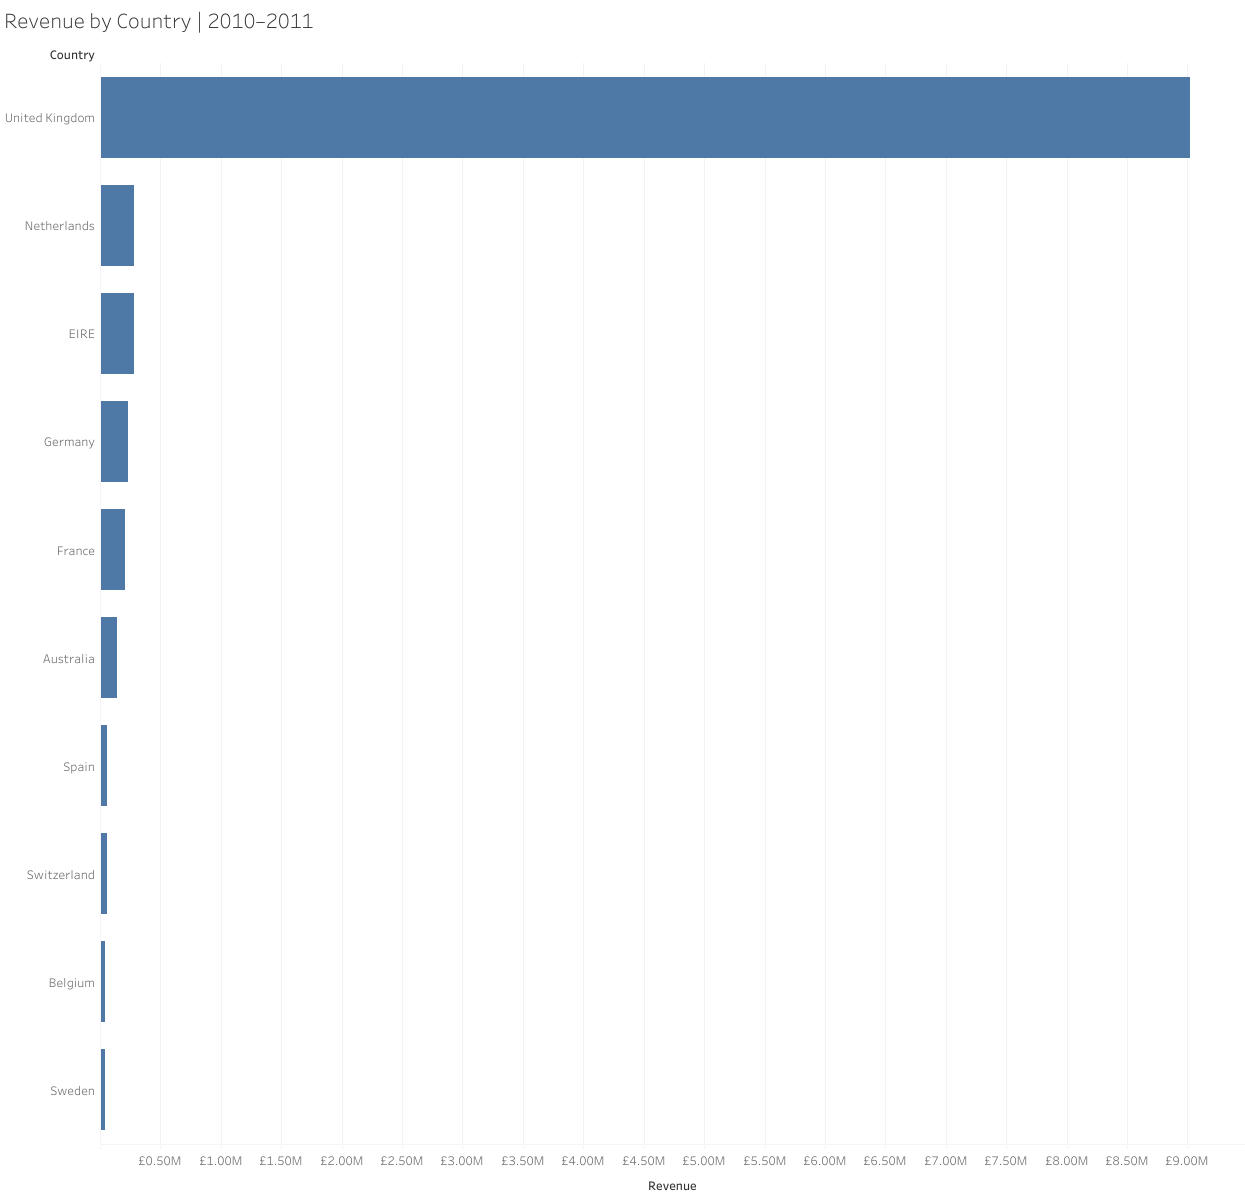 Revenue by Country | 2010–2011
Country
United Kingdom
Netherlands
EIRE
Germany
France
Australia
Spain
Switzerland
Belgium
Sweden
£0.50M £1.00M £1.50M £2.00M £2.50M £3.00M £3.50M £4.00M £4.50M £5.00M £5.50M £6.00M £6.50M £7.00M £7.50M £8.00M £8.50M £9.00M
Revenue